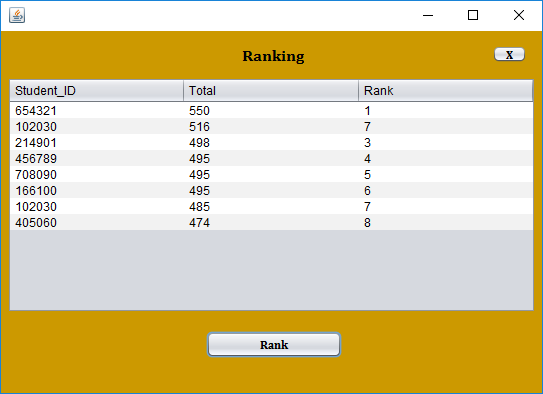 Ranking
X
Student_ID Total Rank
654321 550 1
102030 516 7
214901 498 3
456789 495 4
708090 495 5
166100 495 6
102030 485 7
405060 474 8
Rank